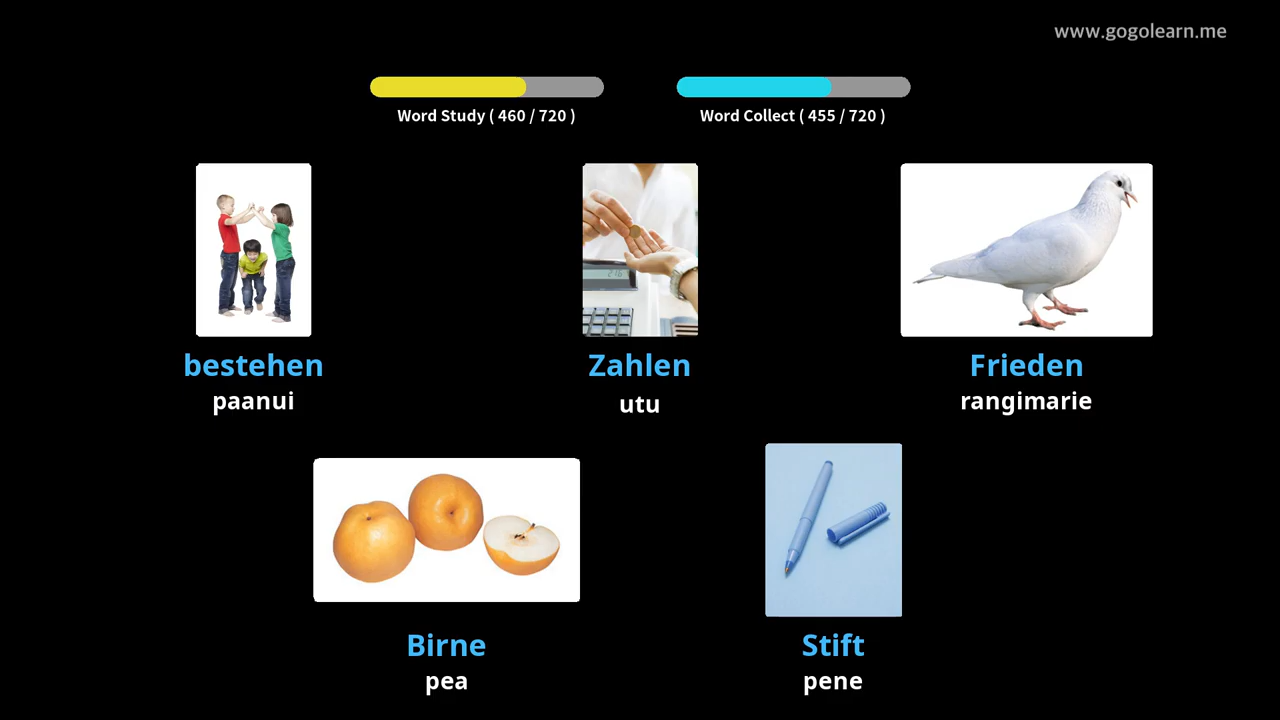 www.gogolearn.me
Word Study ( 460 / 720 )
Word Collect ( 455 / 720 )
bestehen
paanui
Zahlen
utu
Frieden
rangimarie
Birne
pea
Stift
pene